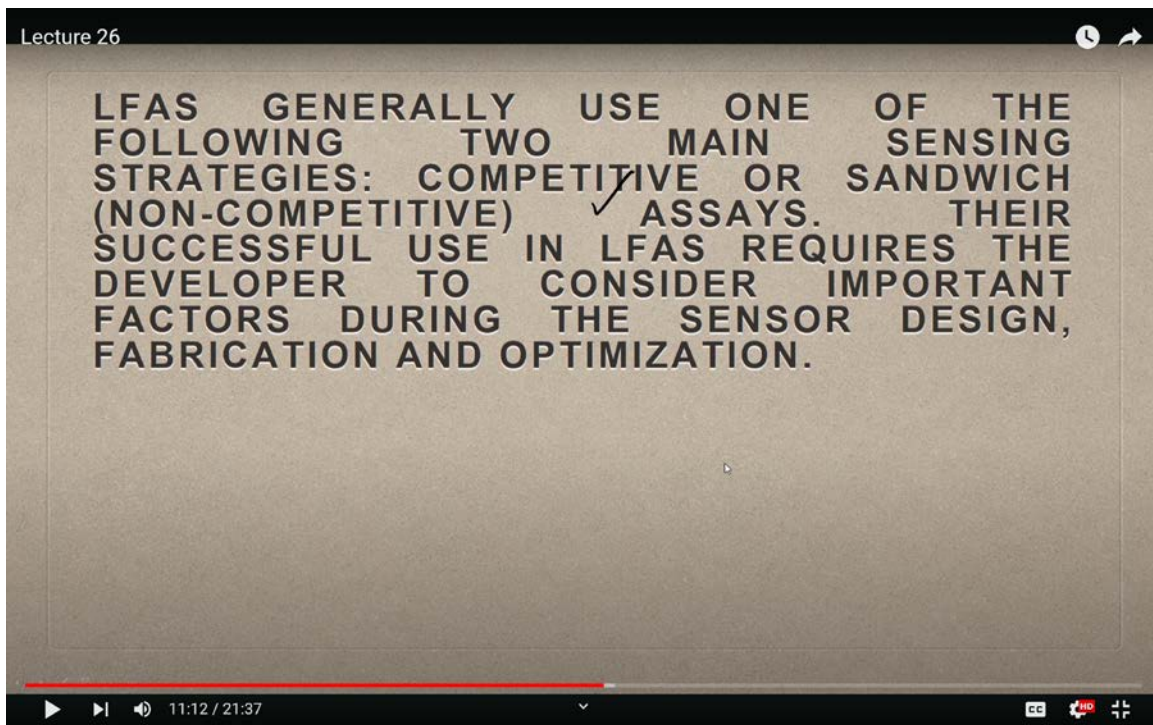 Lecture 26
LFAS GENERALLY USE ONE OF THE
FOLLOWING TWO MAIN SENSING
STRATEGIES: COMPETITIVE OR SANDWICH
(NON-COMPETITIVE) ASSAYS. THEIR
SUCCESSFUL USE IN LFAS REQUIRES THE
DEVELOPER TO CONSIDER IMPORTANT
FACTORS DURING THE SENSOR DESIGN,
FABRICATION AND OPTIMIZATION.
11:12 / 21:37
CC
HD